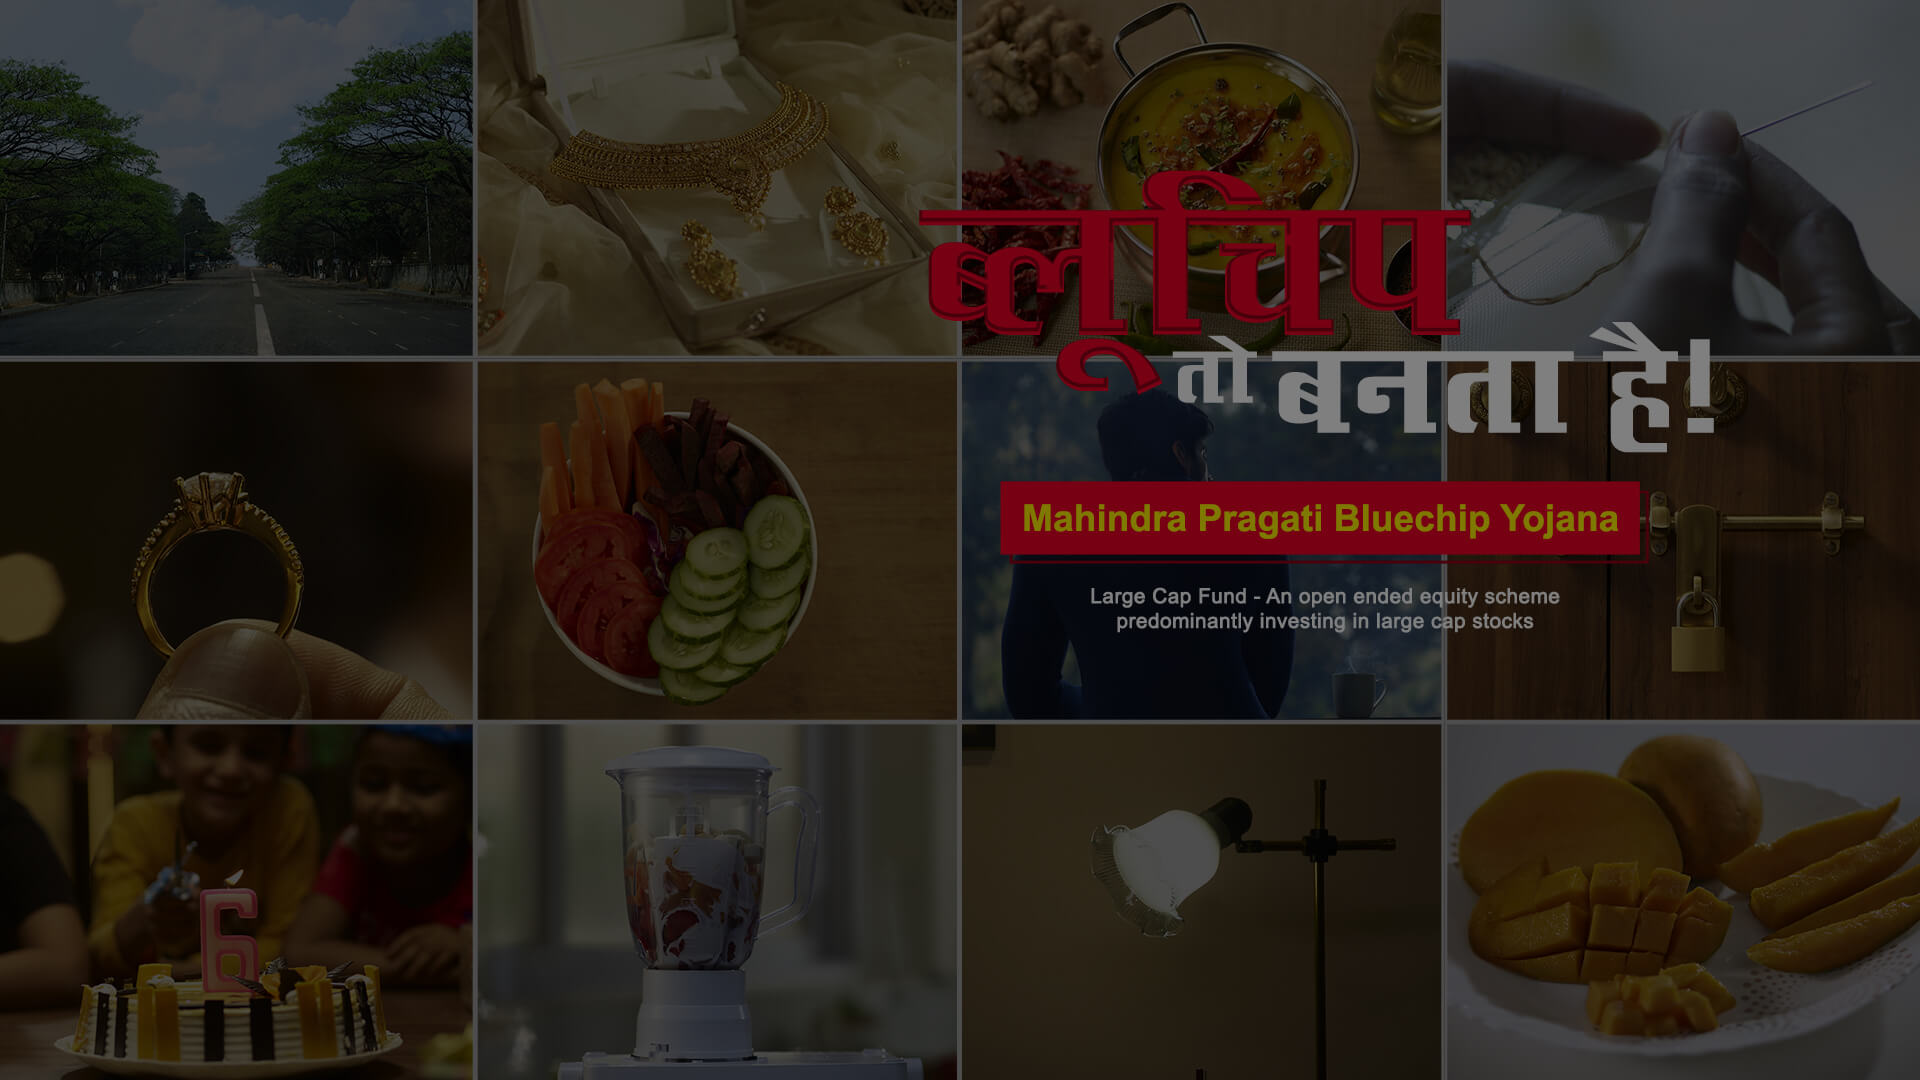 ब्लूचिप
तो बनता है!
Mahindra Pragati Bluechip Yojana
Large Cap Fund - An open ended equity scheme
predominantly investing in large cap stocks
6